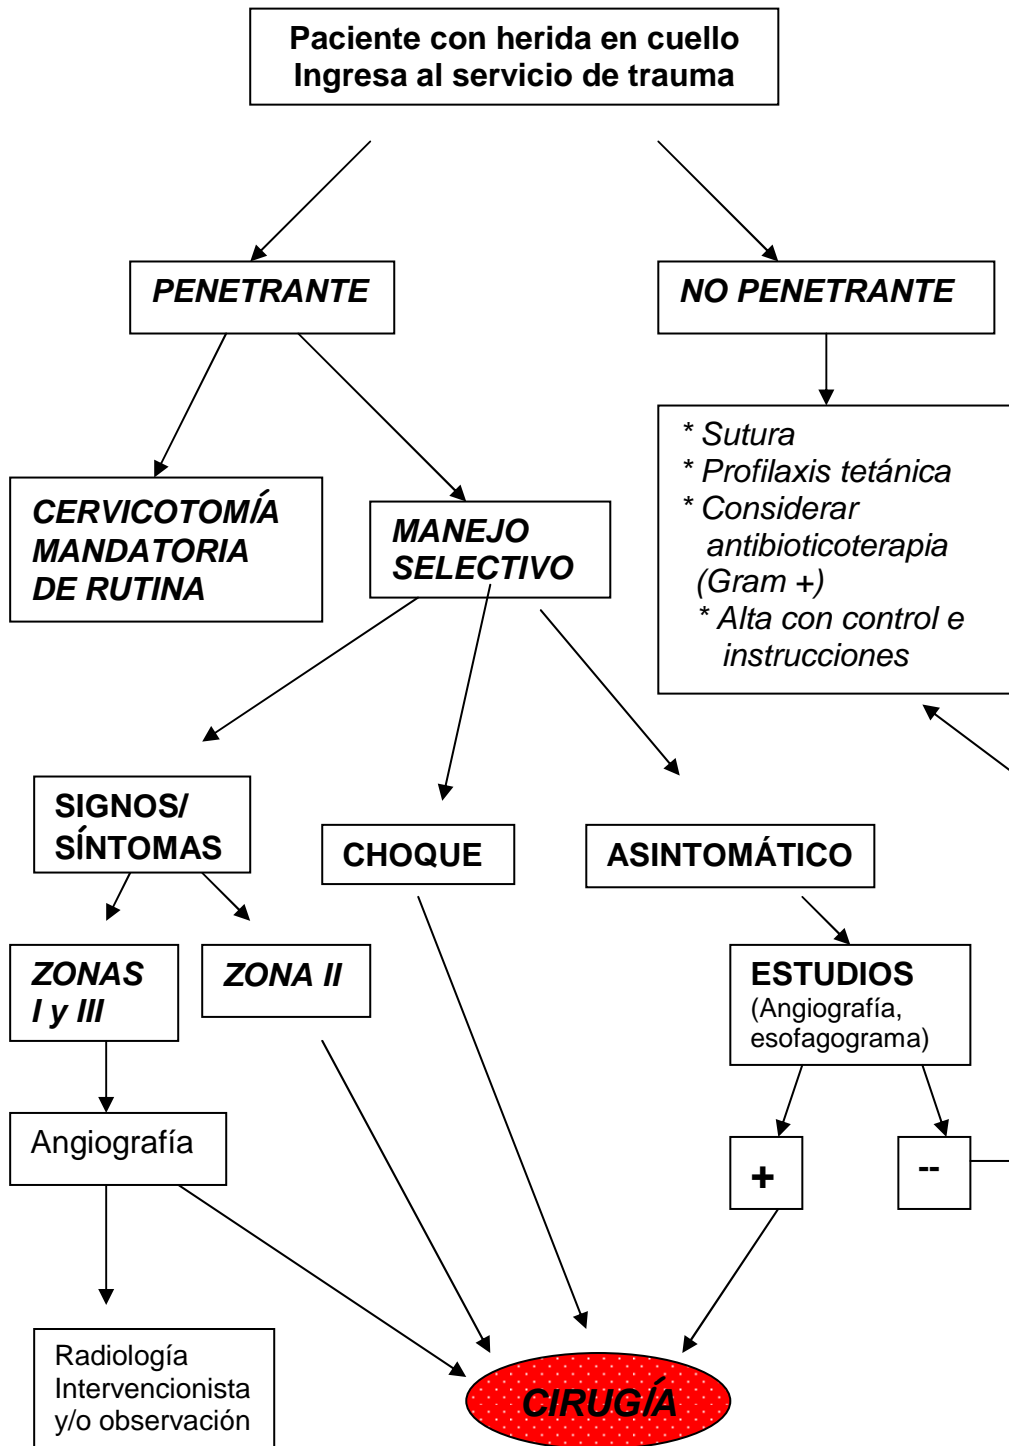 Paciente con herida en cuello
Ingresa al servicio de trauma
PENETRANTE
NO PENETRANTE
CERVICOTOMÍA
MANDATORIA
DE RUTINA
MANEJO
SELECTIVO
* Sutura
* Profilaxis tetánica
* Considerar
antibioticoterapia
(Gram +)
* Alta con control e
instrucciones
SIGNOS/
SÍNTOMAS
CHOQUE
ASINTOMÁTICO
ZONAS
I y III
ZONA II
ESTUDIOS
(Angiografía,
esofagograma)
Angiografía
+
--
Radiología
Intervencionista
y/o observación
CIRUGÍA